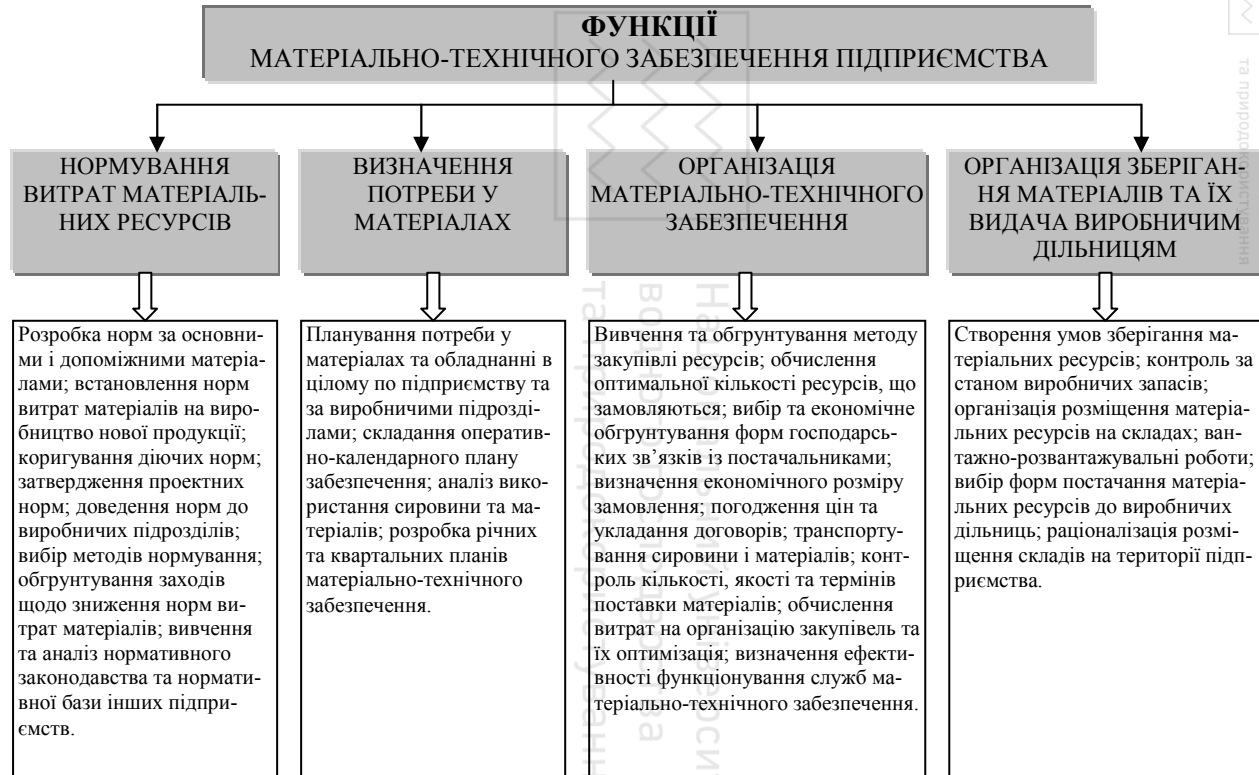 ФУНКЦІЇ
МАТЕРІАЛЬНО-ТЕХНІЧНОГО ЗАБЕЗПЕЧЕННЯ ПІДПРИЄМСТВА
НОРМУВАННЯ
ВИТРАТ МАТЕРІАЛЬ-
НИХ РЕСУРСІВ
ВИЗНАЧЕННЯ
ПОТРЕБИ У
МАТЕРІАЛАХ
ОРГАНІЗАЦІЯ
МАТЕРІАЛЬНО-ТЕХНІЧНОГО
ЗАБЕЗПЕЧЕННЯ
ОРГАНІЗАЦІЯ ЗБЕРІГАН-
НЯ МАТЕРІАЛІВ ТА ЇХ
ВИДАЧА ВИРОБНИЧИМ
ДІЛЬНИЦЯМ
Розробка норм за основни-
ми і допоміжними матеріа-
лами; встановлення норм
витрат матеріалів на виро-
бництво нової продукції;
коригування діючих норм;
затвердження проектних
норм; доведення норм до
виробничих підрозділів;
вибір методів нормування;
обгрунтування заходів
щодо зниження норм ви-
трат матеріалів; вивчення
та аналіз нормативного
законодавства та нормати-
вної бази інших підпри-
ємств.
Планування потреби у
матеріалах та обладнанні в
цілому по підприємству та
за виробничими підрозді-
лами; складання оператив-
но-календарного плану
забезпечення; аналіз вико-
ристання сировини та ма-
теріалів; розробка річних
та квартальних планів
матеріально-технічного
забезпечення.
Вивчення та обгрунтування методу
закупівлі ресурсів; обчислення
оптимальної кількості ресурсів, що
замовляються; вибір та економічне
обгрунтування форм господарсь-
ких зв’язків із постачальниками;
визначення економічного розміру
замовлення; погодження цін та
укладання договорів; транспорту-
вання сировини і матеріалів; конт-
роль кількості, якості та термінів
поставки матеріалів; обчислення
витрат на організацію закупівель та
їх оптимізація; визначення ефекти-
вності функціонування служб ма-
теріально-технічного забезпечення.
Створення умов зберігання ма-
теріальних ресурсів; контроль за
станом виробничих запасів;
організація розміщення матеріа-
льних ресурсів на складах; ван-
тажно-розвантажувальні роботи;
вибір форм постачання матеріа-
льних ресурсів до виробничих
дільниць; раціоналізація розмі-
щення складів на території підп-
риємства.
та природокористування
Національний університ
водного господарства
та природокористуванн